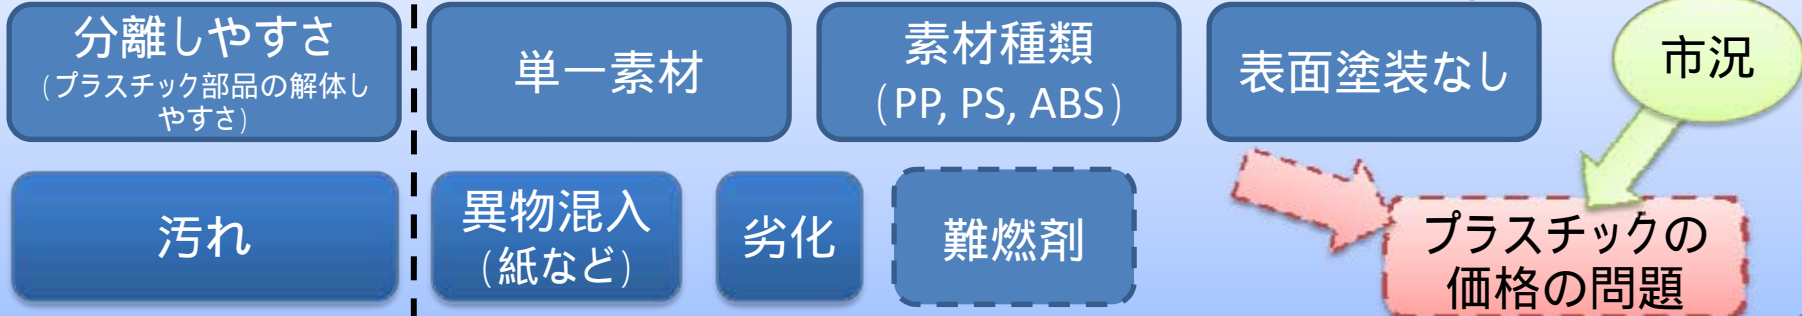 分離しやすさ
(プラスチック部品の解体し
やすさ)
単一素材
素材種類
(PP, PS, ABS)
表面塗装なし
市況
汚れ
異物混入
(紙など)
劣化
難燃剤
プラスチックの
価格の問題